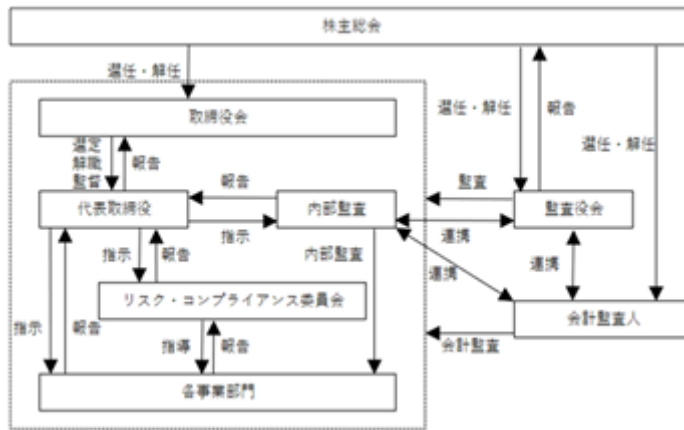 株主総会
選任・解任
取締役会
選定
解職
監督
報告
代表取締役
報告
指示
内部監査
指示
報告
内部監査
リスク・コンプライアンス委員会
指示
報告
指導
報告
各事業部門
選任・解任
報告
選任・解任
監査
監査役会
連携
連携
連携
会計監査人
会計監査